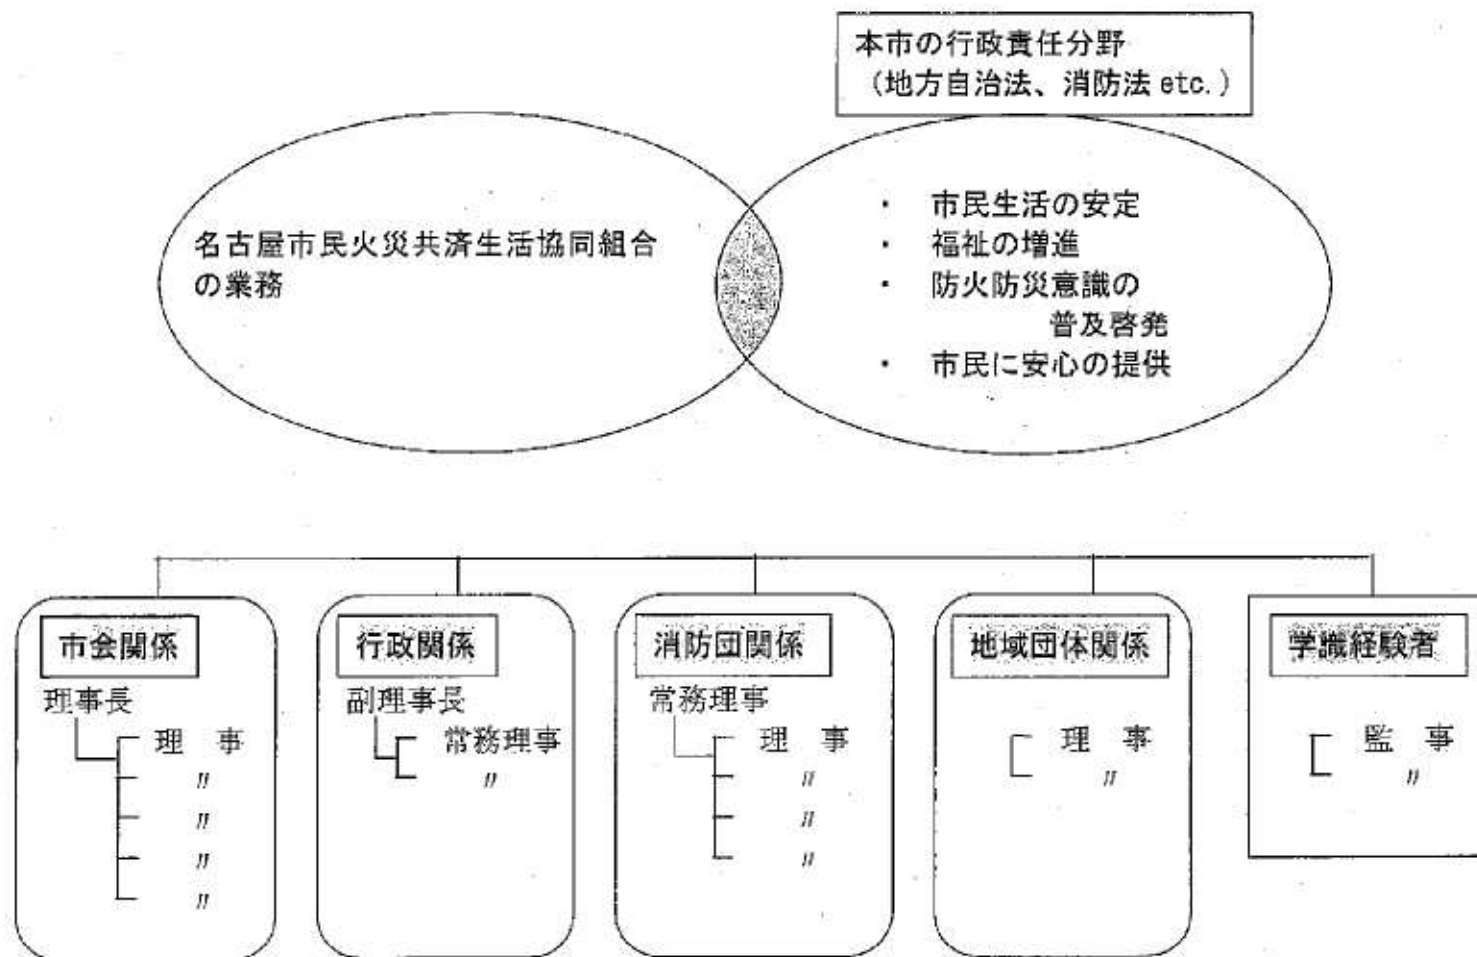 本市の行政責任分野
(地方自治法、消防法 etc.)
名古屋市民火災共済生活協同組合
の業務
・ 市民生活の安定
・ 福祉の増進
・ 防火防災意識の
普及啓発
・ 市民に安心の提供
市会関係
理事長
理 事
〃
〃
〃
〃
行政関係
副理事長
常務理事
〃
消防団関係
常務理事
理 事
〃
〃
〃
地域団体関係
理 事
〃
学識経験者
監 事
〃